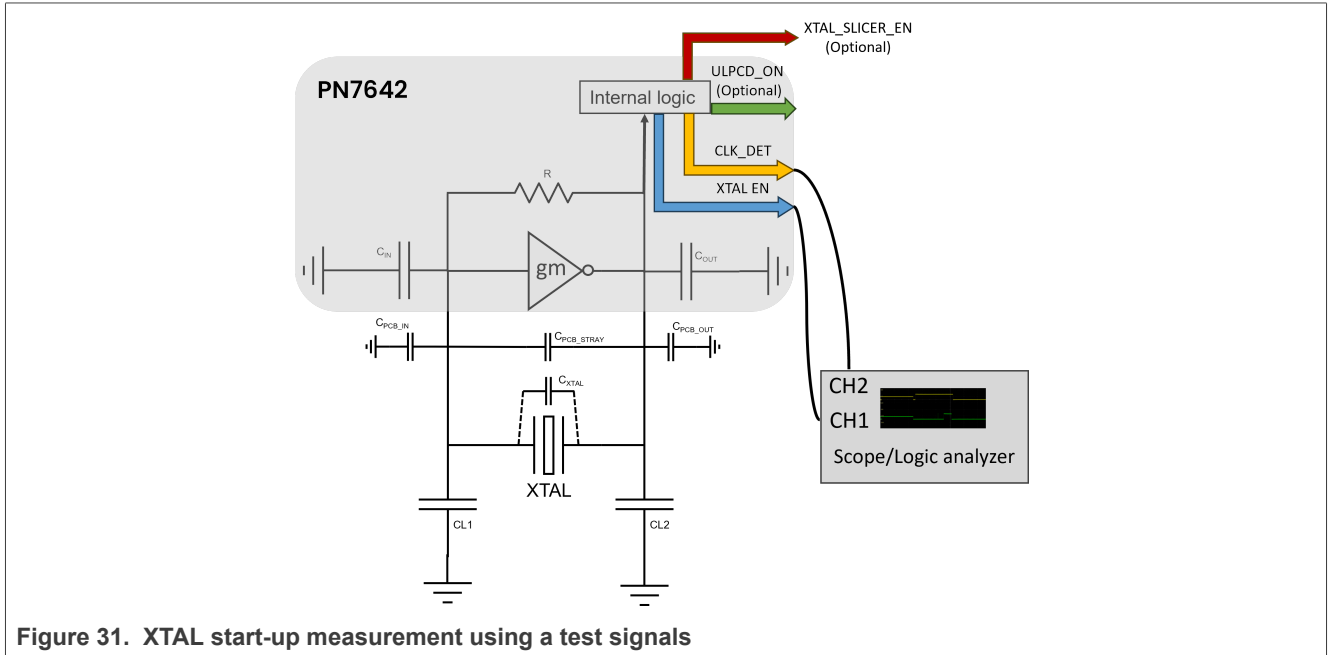 XTAL_SLICER_EN
(Optional)
PN7642
ULPCD_ON
(Optional)
Internal logic
CLK_DET
R
XTAL EN
CIN
gm
COUT
CPCB_IN
CPCB_STRAY
CPCB_OUT
CXTAL
CH2
CH1
Scope/Logic analyzer
XTAL
CL1
CL2
Figure 31. XTAL start-up measurement using a test signals